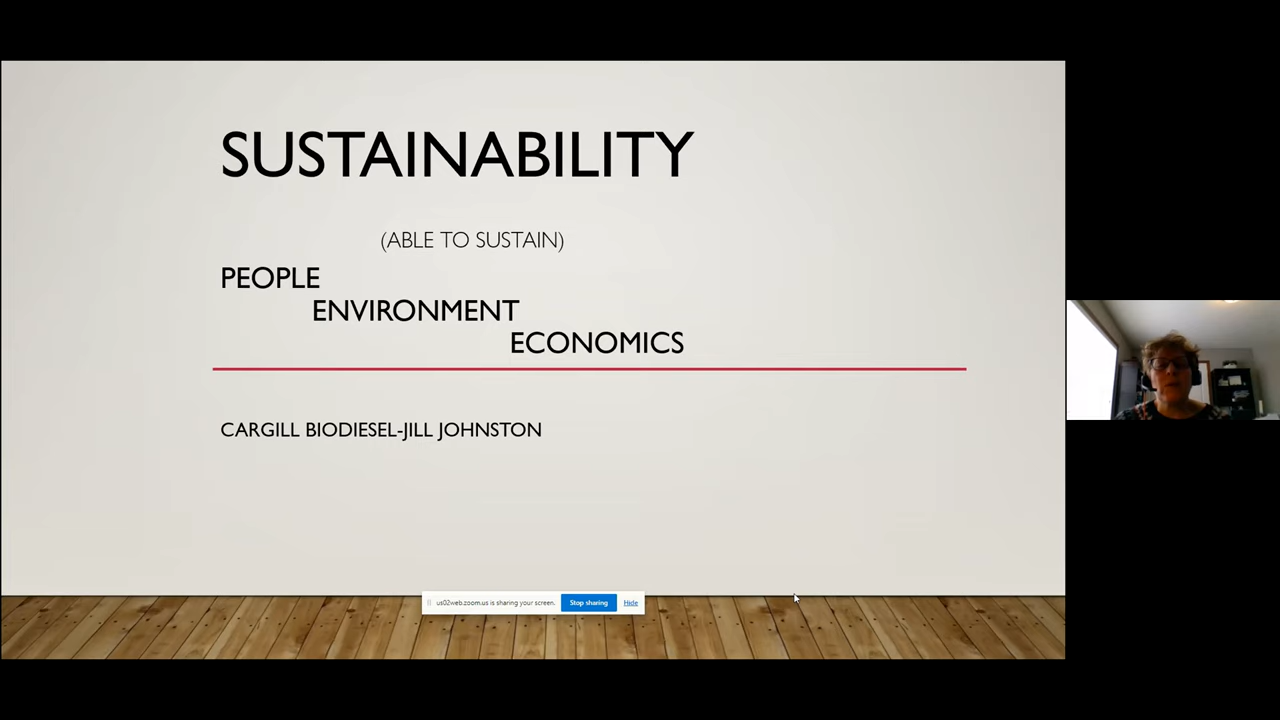 SUSTAINABILITY
(ABLE TO SUSTAIN)
PEOPLE
ENVIRONMENT
ECONOMICS
CARGILL BIODIESEL-JILL JOHNSTON
us02web.zoom.us is sharing your screen. Stop sharing Hide